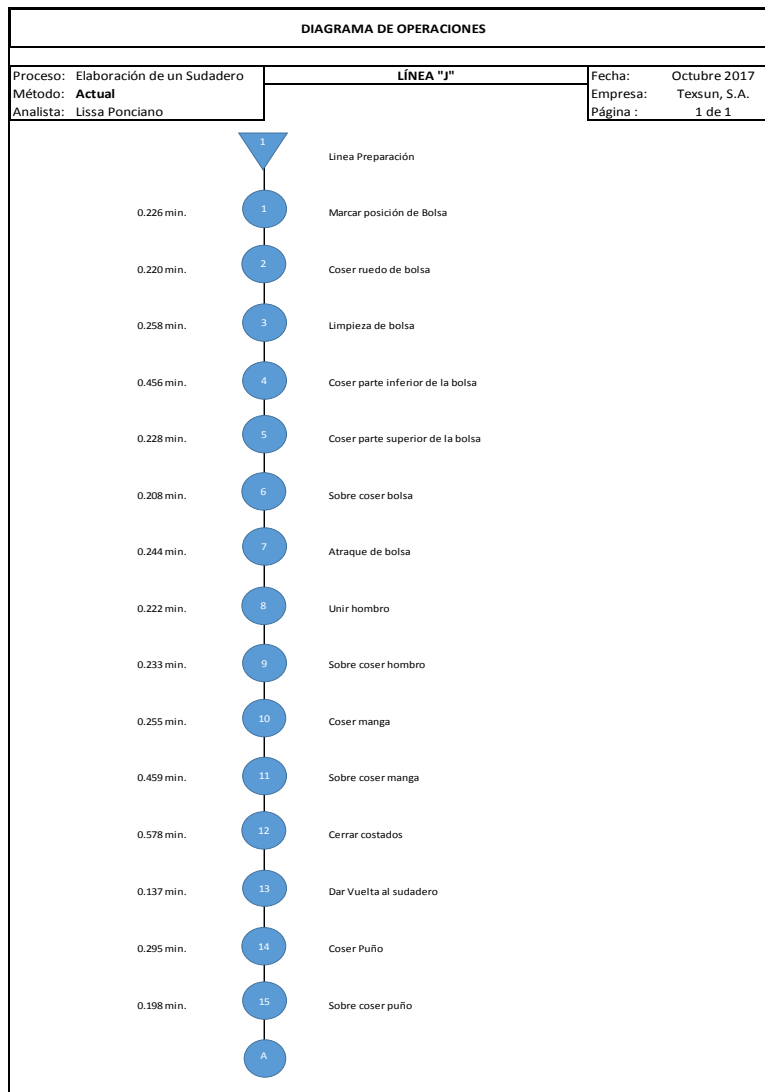 DIAGRAMA DE OPERACIONES
Proceso: Elaboración de un Sudadero LÍNEA "J" Fecha: Octubre 2017
Método: Actual Empresa: Texsun, S.A.
Analista: Lissa Ponciano Página : 1 de 1
1 Linea Preparación
0.226 min. 1 Marcar posición de Bolsa
0.220 min. 2 Coser ruedo de bolsa
0.258 min. 3 Limpieza de bolsa
0.456 min. 4 Coser parte inferior de la bolsa
0.228 min. 5 Coser parte superior de la bolsa
0.208 min. 6 Sobre coser bolsa
0.244 min. 7 Atraque de bolsa
0.222 min. 8 Unir hombro
0.233 min. 9 Sobre coser hombro
0.255 min. 10 Coser manga
0.459 min. 11 Sobre coser manga
0.578 min. 12 Cerrar costados
0.137 min. 13 Dar Vuelta al sudadero
0.295 min. 14 Coser Puño
0.198 min. 15 Sobre coser puño
A